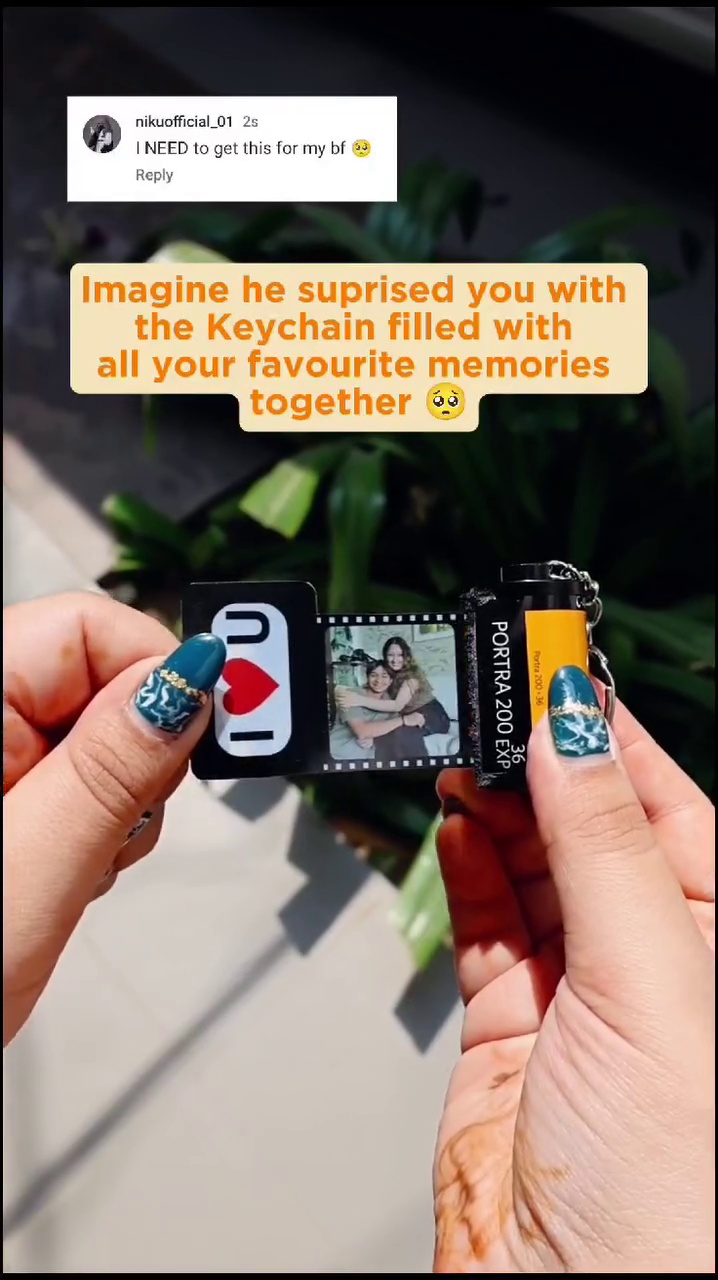 nikuofficial_01 2s
I NEED to get this for my bf 🥺
Reply
Imagine he suprised you with
the Keychain filled with
all your favourite memories
together 🥺
I ❤ U
PORTRA 200 EXP
36
Portra 200 • 36